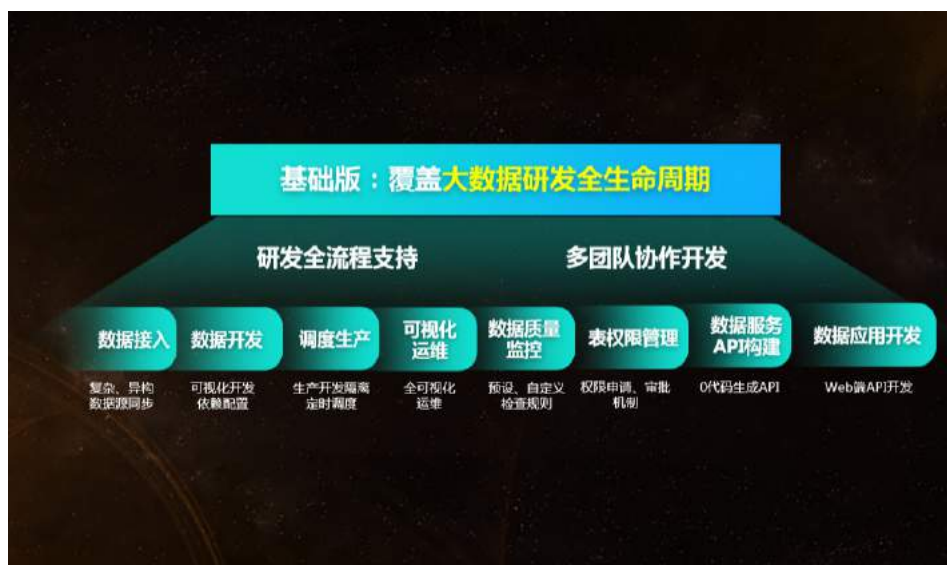 基础版：覆盖大数据研发全生命周期
研发全流程支持
多团队协作开发
数据接入
数据开发
调度生产
可视化
运维
数据质量
监控
表权限管理
数据服务
API构建
数据应用开发
复杂、异构
数据源同步
可视化开发
依赖配置
生产开发隔离
定时调度
全可视化
运维
预设、自定义
检查规则
权限申请、审批
机制
0代码生成API
Web端API开发